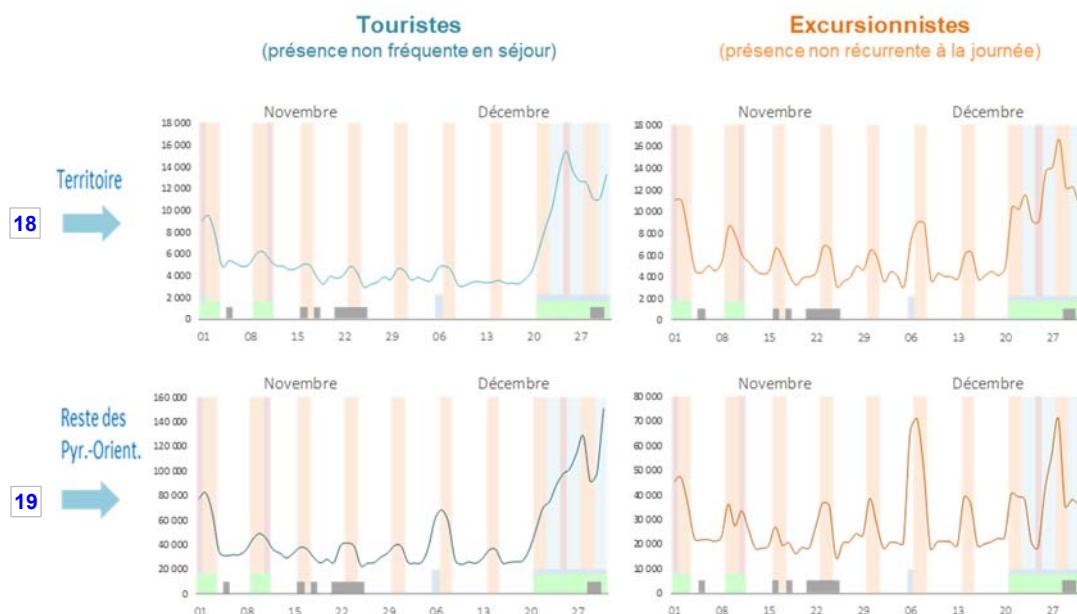 Touristes
(présence non fréquente en séjour)
Excursionnistes
(présence non récurrente à la journée)
18
Territoire
Novembre
Décembre
18 000
16 000
14 000
12 000
10 000
8 000
6 000
4 000
2 000
0
01 08 15 22 29 06 13 20 27
Novembre
Décembre
18 000
16 000
14 000
12 000
10 000
8 000
6 000
4 000
2 000
0
01 08 15 22 29 06 13 20 27
19
Reste des
Pyr.-Orient.
Novembre
Décembre
160 000
140 000
120 000
100 000
80 000
60 000
40 000
20 000
0
01 08 15 22 29 06 13 20 27
Novembre
Décembre
80 000
70 000
60 000
50 000
40 000
30 000
20 000
10 000
0
01 08 15 22 29 06 13 20 27